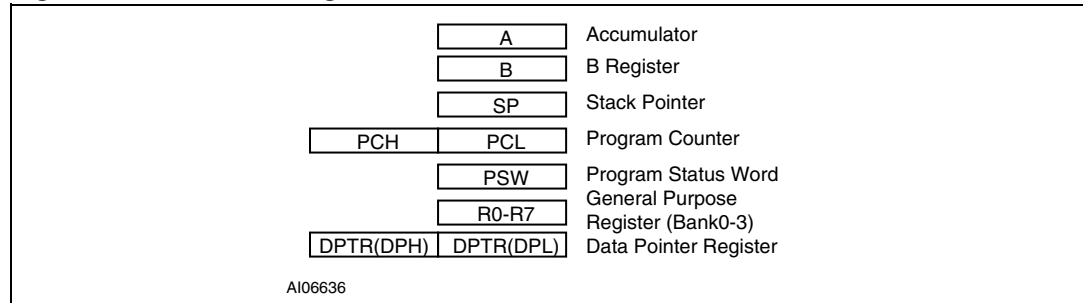 A Accumulator
B B Register
SP Stack Pointer
PCH PCL Program Counter
PSW Program Status Word
R0-R7 General Purpose
Register (Bank0-3)
DPTR(DPH) DPTR(DPL) Data Pointer Register
AI06636